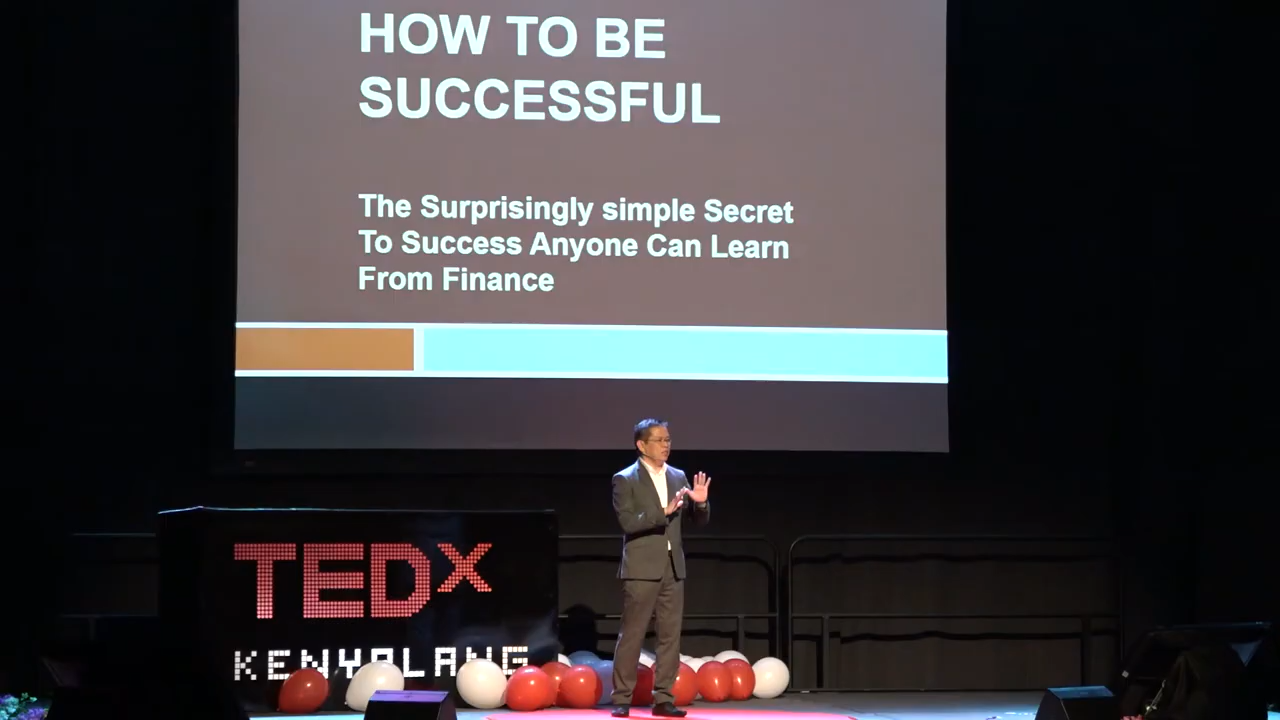 HOW TO BE
SUCCESSFUL
The Surprisingly simple Secret
To Success Anyone Can Learn
From Finance
TEDx
KENYALANG